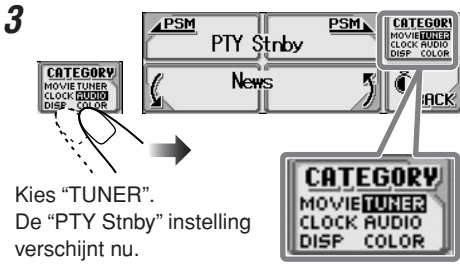 3
PSM PSM
PTY Stnby
News
CATEGORY
MOVIE TUNER
CLOCK AUDIO
DISP COLOR
BACK
CATEGORY
MOVIE TUNER
CLOCK AUDIO
DISP COLOR
CATEGORY
MOVIE TUNER
CLOCK AUDIO
DISP COLOR
Kies “TUNER”.
De “PTY Stnby” instelling
verschijnt nu.